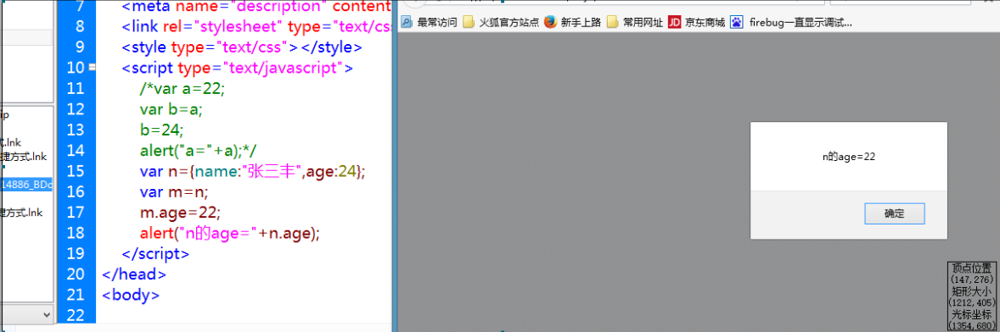 7 <meta name="description" content
8 <link rel="stylesheet" type="text/css
9 <style type="text/css"></style>
10 <script type="text/javascript">
11 /*var a=22;
12 var b=a;
13 b=24;
14 alert("a="+a);*/
15 var n={name:"张三丰",age:24};
16 var m=n;
17 m.age=22;
18 alert("n的age="+n.age);
19 </script>
20 </head>
21 <body>
22
ip
式.lnk
捷方式.lnk
14886_BDc
捷方式.lnk
最常访问 火狐官方站点 新手上路 常用网址 JD 京东商城 firebug一直显示调试...
n的age=22
确定
顶点位置
(147,276)
矩形大小
(1212,405)
光标坐标
(1354,680)